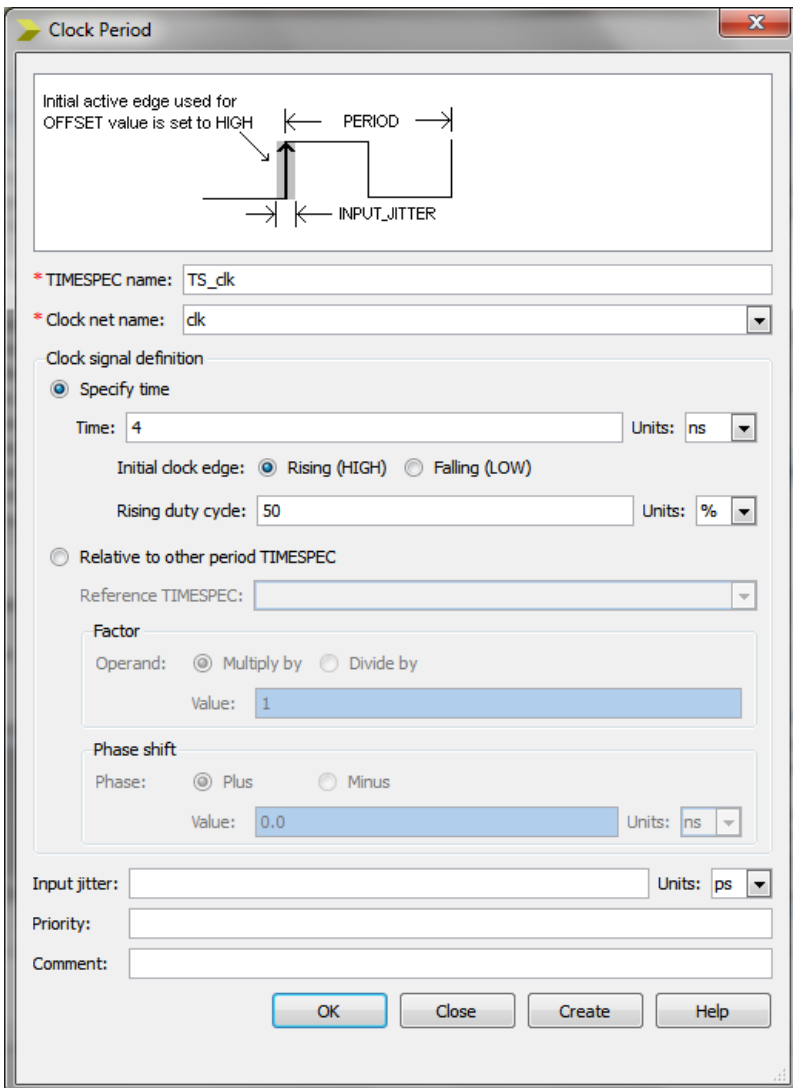 Clock Period
Initial active edge used for
OFFSET value is set to HIGH
PERIOD
INPUT_JITTER
* TIMESPEC name: TS_clk
* Clock net name: clk
Clock signal definition
Specify time
Time: 4 Units: ns
Initial clock edge: Rising (HIGH) Falling (LOW)
Rising duty cycle: 50 Units: %
Relative to other period TIMESPEC
Reference TIMESPEC:
Factor
Operand: Multiply by Divide by
Value: 1
Phase shift
Phase: Plus Minus
Value: 0.0 Units: ns
Input jitter: Units: ps
Priority:
Comment:
OK Close Create Help